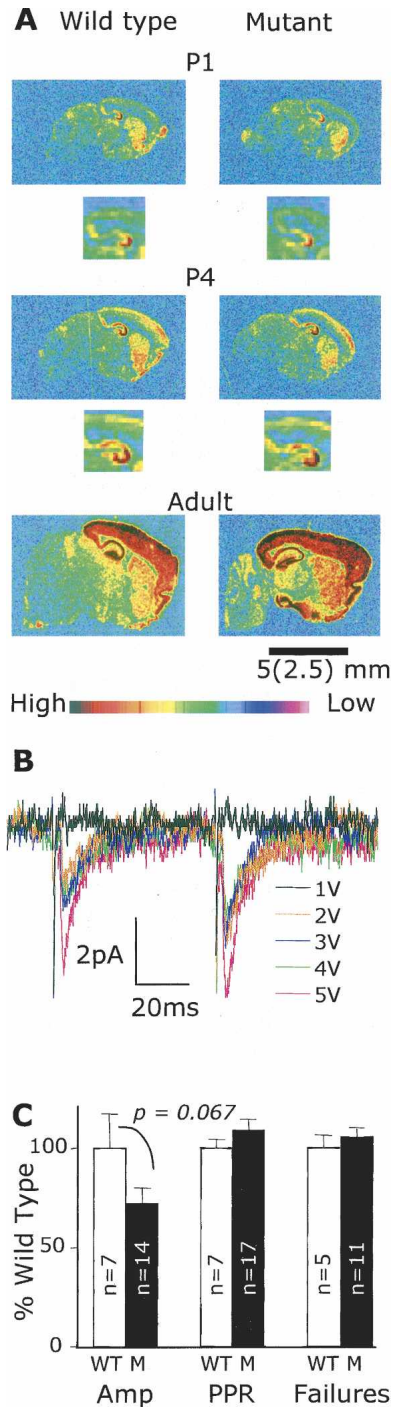 A Wild type Mutant
P1
P4
Adult
5(2.5) mm
High Low
B
1V
2V
3V
4V
5V
2pA
20ms
C
p = 0.067
100
50
0
% Wild Type
n=7
n=14
n=7
n=17
n=5
n=11
WT M WT M WT M
Amp PPR Failures